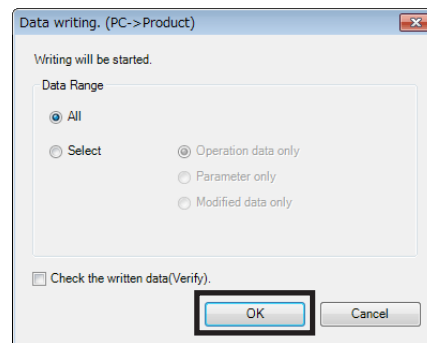 Data writing. (PC->Product)
Writing will be started.
Data Range
All
Select
Operation data only
Parameter only
Modified data only
Check the written data(Verify).
OK
Cancel